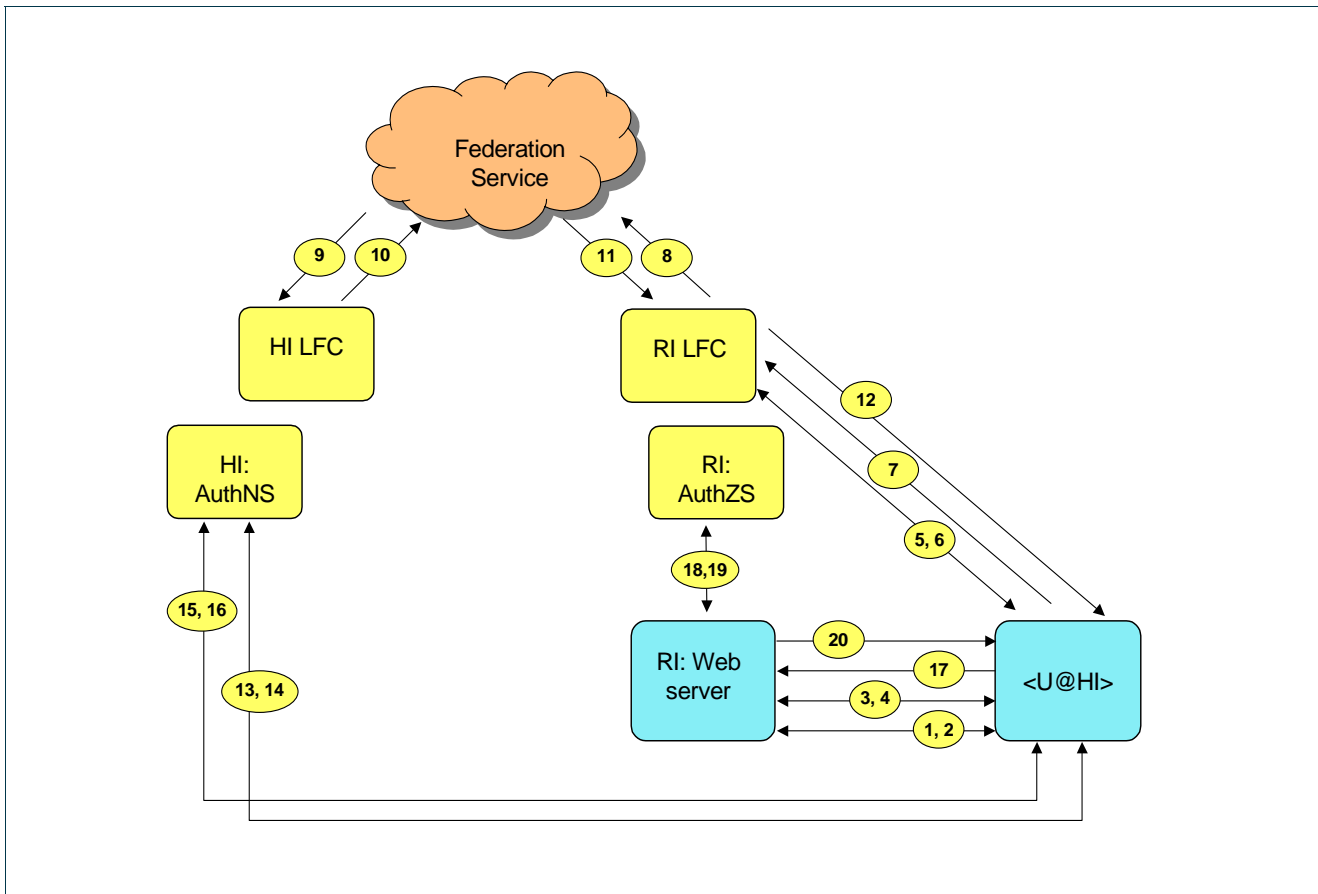 Federation
Service
9
10
11
8
HI LFC
RI LFC
12
HI:
AuthNS
RI:
AuthZS
7
5, 6
18,19
15, 16
RI: Web
server
<U@HI>
20
17
13, 14
3, 4
1, 2